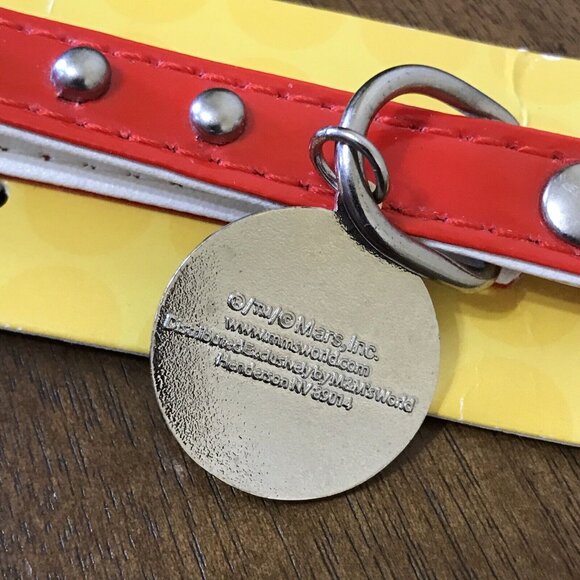 ®/™/©Mars, Inc.
www.mmsworld.com
Distributed Exclusively by M&M's World
Henderson NV 89014